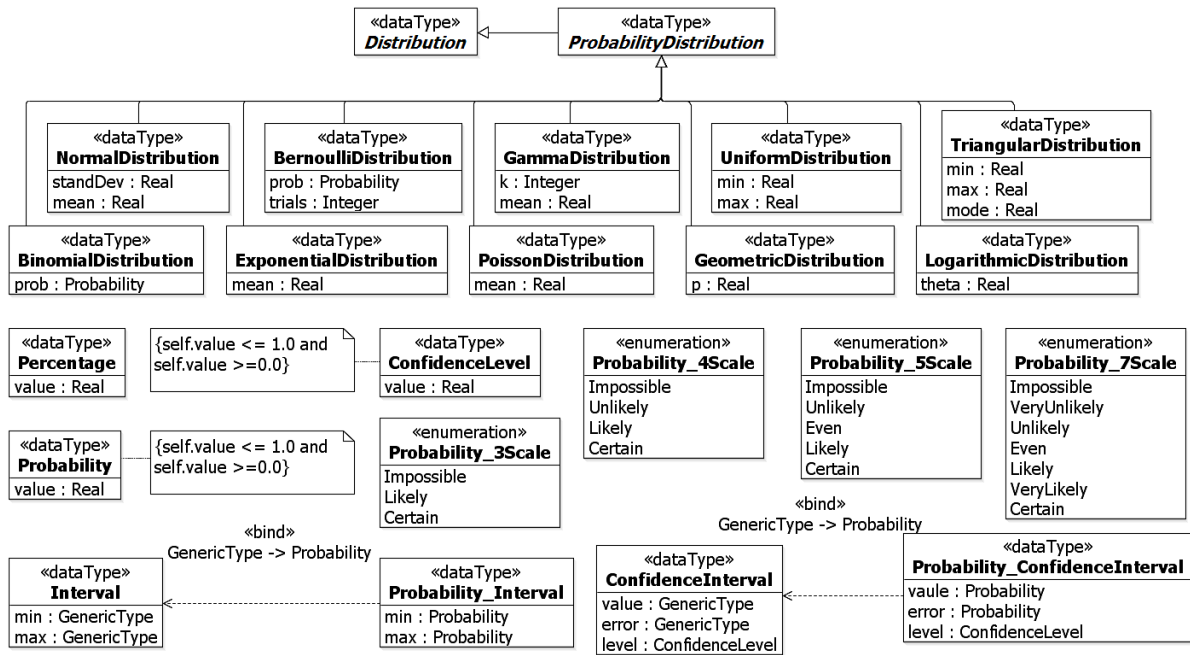 «dataType»
Distribution
«dataType»
ProbabilityDistribution
«dataType»
NormalDistribution
standDev : Real
mean : Real
«dataType»
BernoulliDistribution
prob : Probability
trials : Integer
«dataType»
GammaDistribution
k : Integer
mean : Real
«dataType»
UniformDistribution
min : Real
max : Real
«dataType»
TriangularDistribution
min : Real
max : Real
mode : Real
«dataType»
BinomialDistribution
prob : Probability
«dataType»
ExponentialDistribution
mean : Real
«dataType»
PoissonDistribution
mean : Real
«dataType»
GeometricDistribution
p : Real
«dataType»
LogarithmicDistribution
theta : Real
«dataType»
Percentage
value : Real
{self.value <= 1.0 and
self.value >=0.0}
«dataType»
ConfidenceLevel
value : Real
«enumeration»
Probability_4Scale
Impossible
Unlikely
Likely
Certain
«enumeration»
Probability_5Scale
Impossible
Unlikely
Even
Likely
Certain
«enumeration»
Probability_7Scale
Impossible
VeryUnlikely
Unlikely
Even
Likely
VeryLikely
Certain
«dataType»
Probability
value : Real
{self.value <= 1.0 and
self.value >=0.0}
«enumeration»
Probability_3Scale
Impossible
Likely
Certain
«bind»
GenericType -> Probability
«bind»
GenericType -> Probability
«dataType»
Interval
min : GenericType
max : GenericType
«dataType»
Probability_Interval
min : Probability
max : Probability
«dataType»
ConfidenceInterval
value : GenericType
error : GenericType
level : ConfidenceLevel
«dataType»
Probability_ConfidenceInterval
vaule : Probability
error : Probability
level : ConfidenceLevel